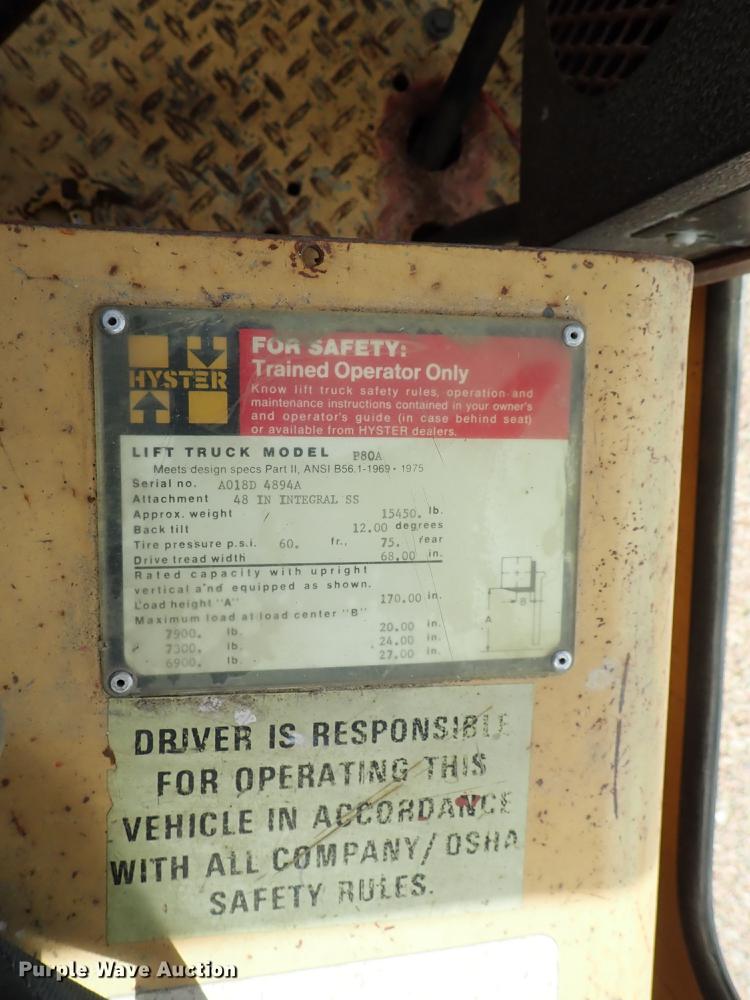 HYSTER
FOR SAFETY:
Trained Operator Only
Know lift truck safety rules, operation and
maintenance instructions contained in your owner's
and operator's guide (in case behind seat)
or available from HYSTER dealers.
LIFT TRUCK MODEL P80A
Meets design specs Part II, ANSI B56.1-1969 • 1975
Serial no. A018D 4894A
Attachment 48 IN INTEGRAL SS
Approx. weight 15450. lb.
Back tilt 12.00 degrees
Tire pressure p.s.i. 60. fr., 75. rear
Drive tread width 68.00 in.
Rated capacity with upright
vertical and equipped as shown.
Load height "A" 170.00 in.
Maximum load at load center "B"
7900. lb. 20.00 in.
7300. lb. 24.00 in.
6900. lb. 27.00 in.
A
B
DRIVER IS RESPONSIBLE
FOR OPERATING THIS
VEHICLE IN ACCORDANCE
WITH ALL COMPANY/OSHA
SAFETY RULES.
Purple Wave Auction